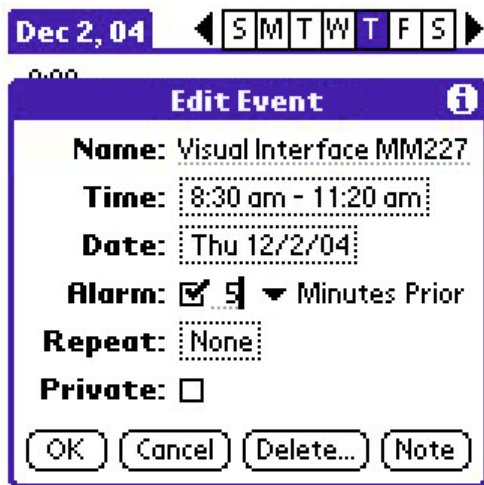 Dec 2, 04 S M T W T F S
Edit Event
Name: Visual Interface MM227
Time: 8:30 am - 11:20 am
Date: Thu 12/2/04
Alarm: 5 Minutes Prior
Repeat: None
Private:
OK Cancel Delete... Note